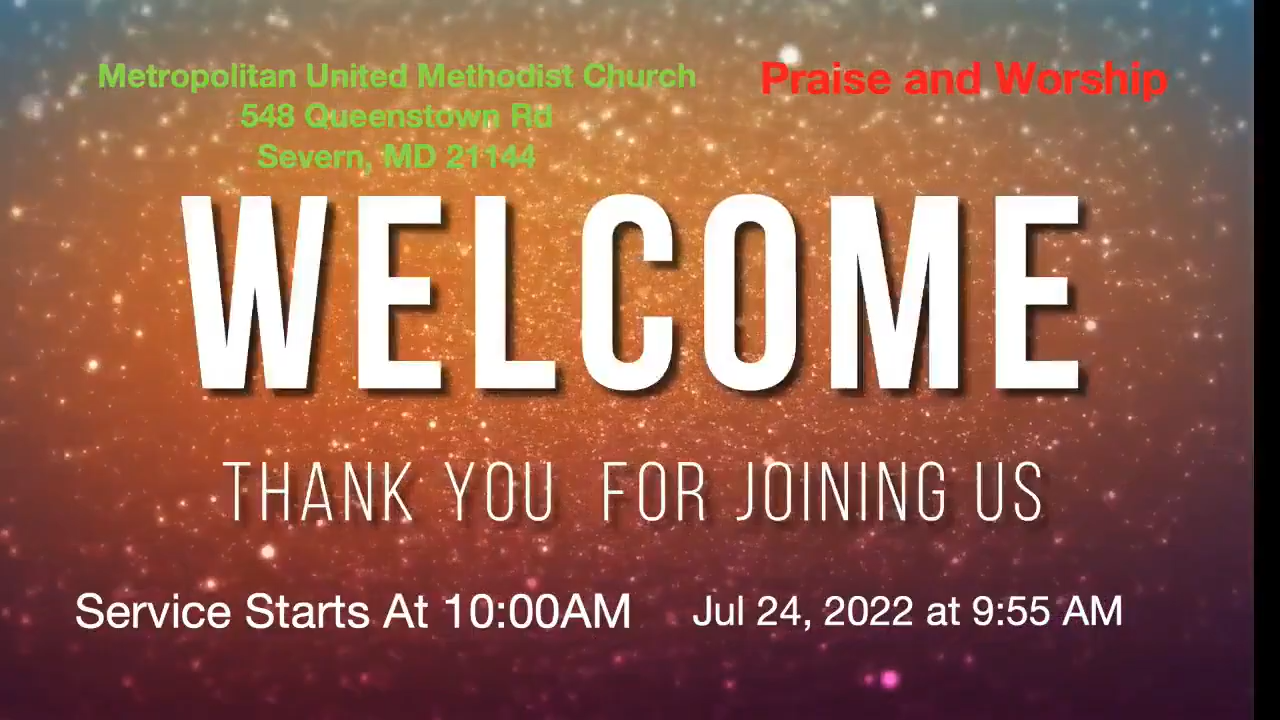 Metropolitan United Methodist Church
548 Queenstown Rd
Severn, MD 21144
Praise and Worship
WELCOME
THANK YOU FOR JOINING US
Service Starts At 10:00AM
Jul 24, 2022 at 9:55 AM